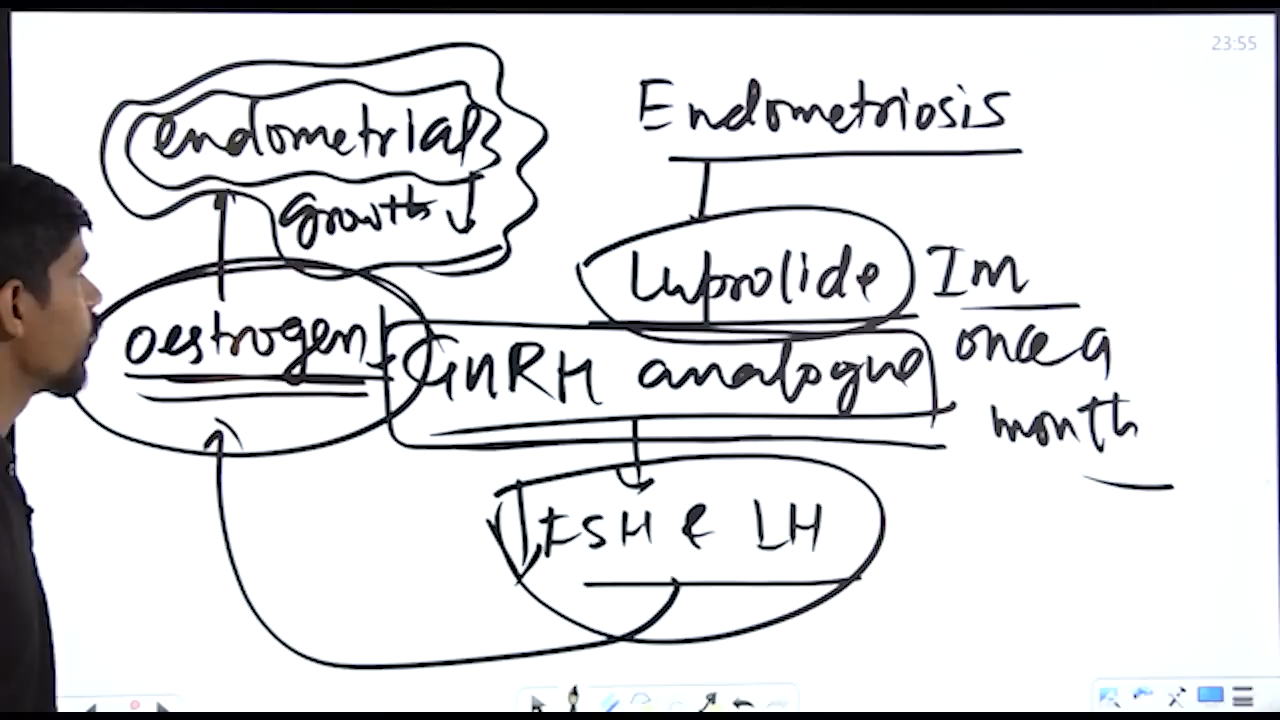 23:55
Endometriosis
Luprolide Im
once a
month
GnRH analogue
↓ FSH & LH
oestrogen ↓
endometrial
growth ↓